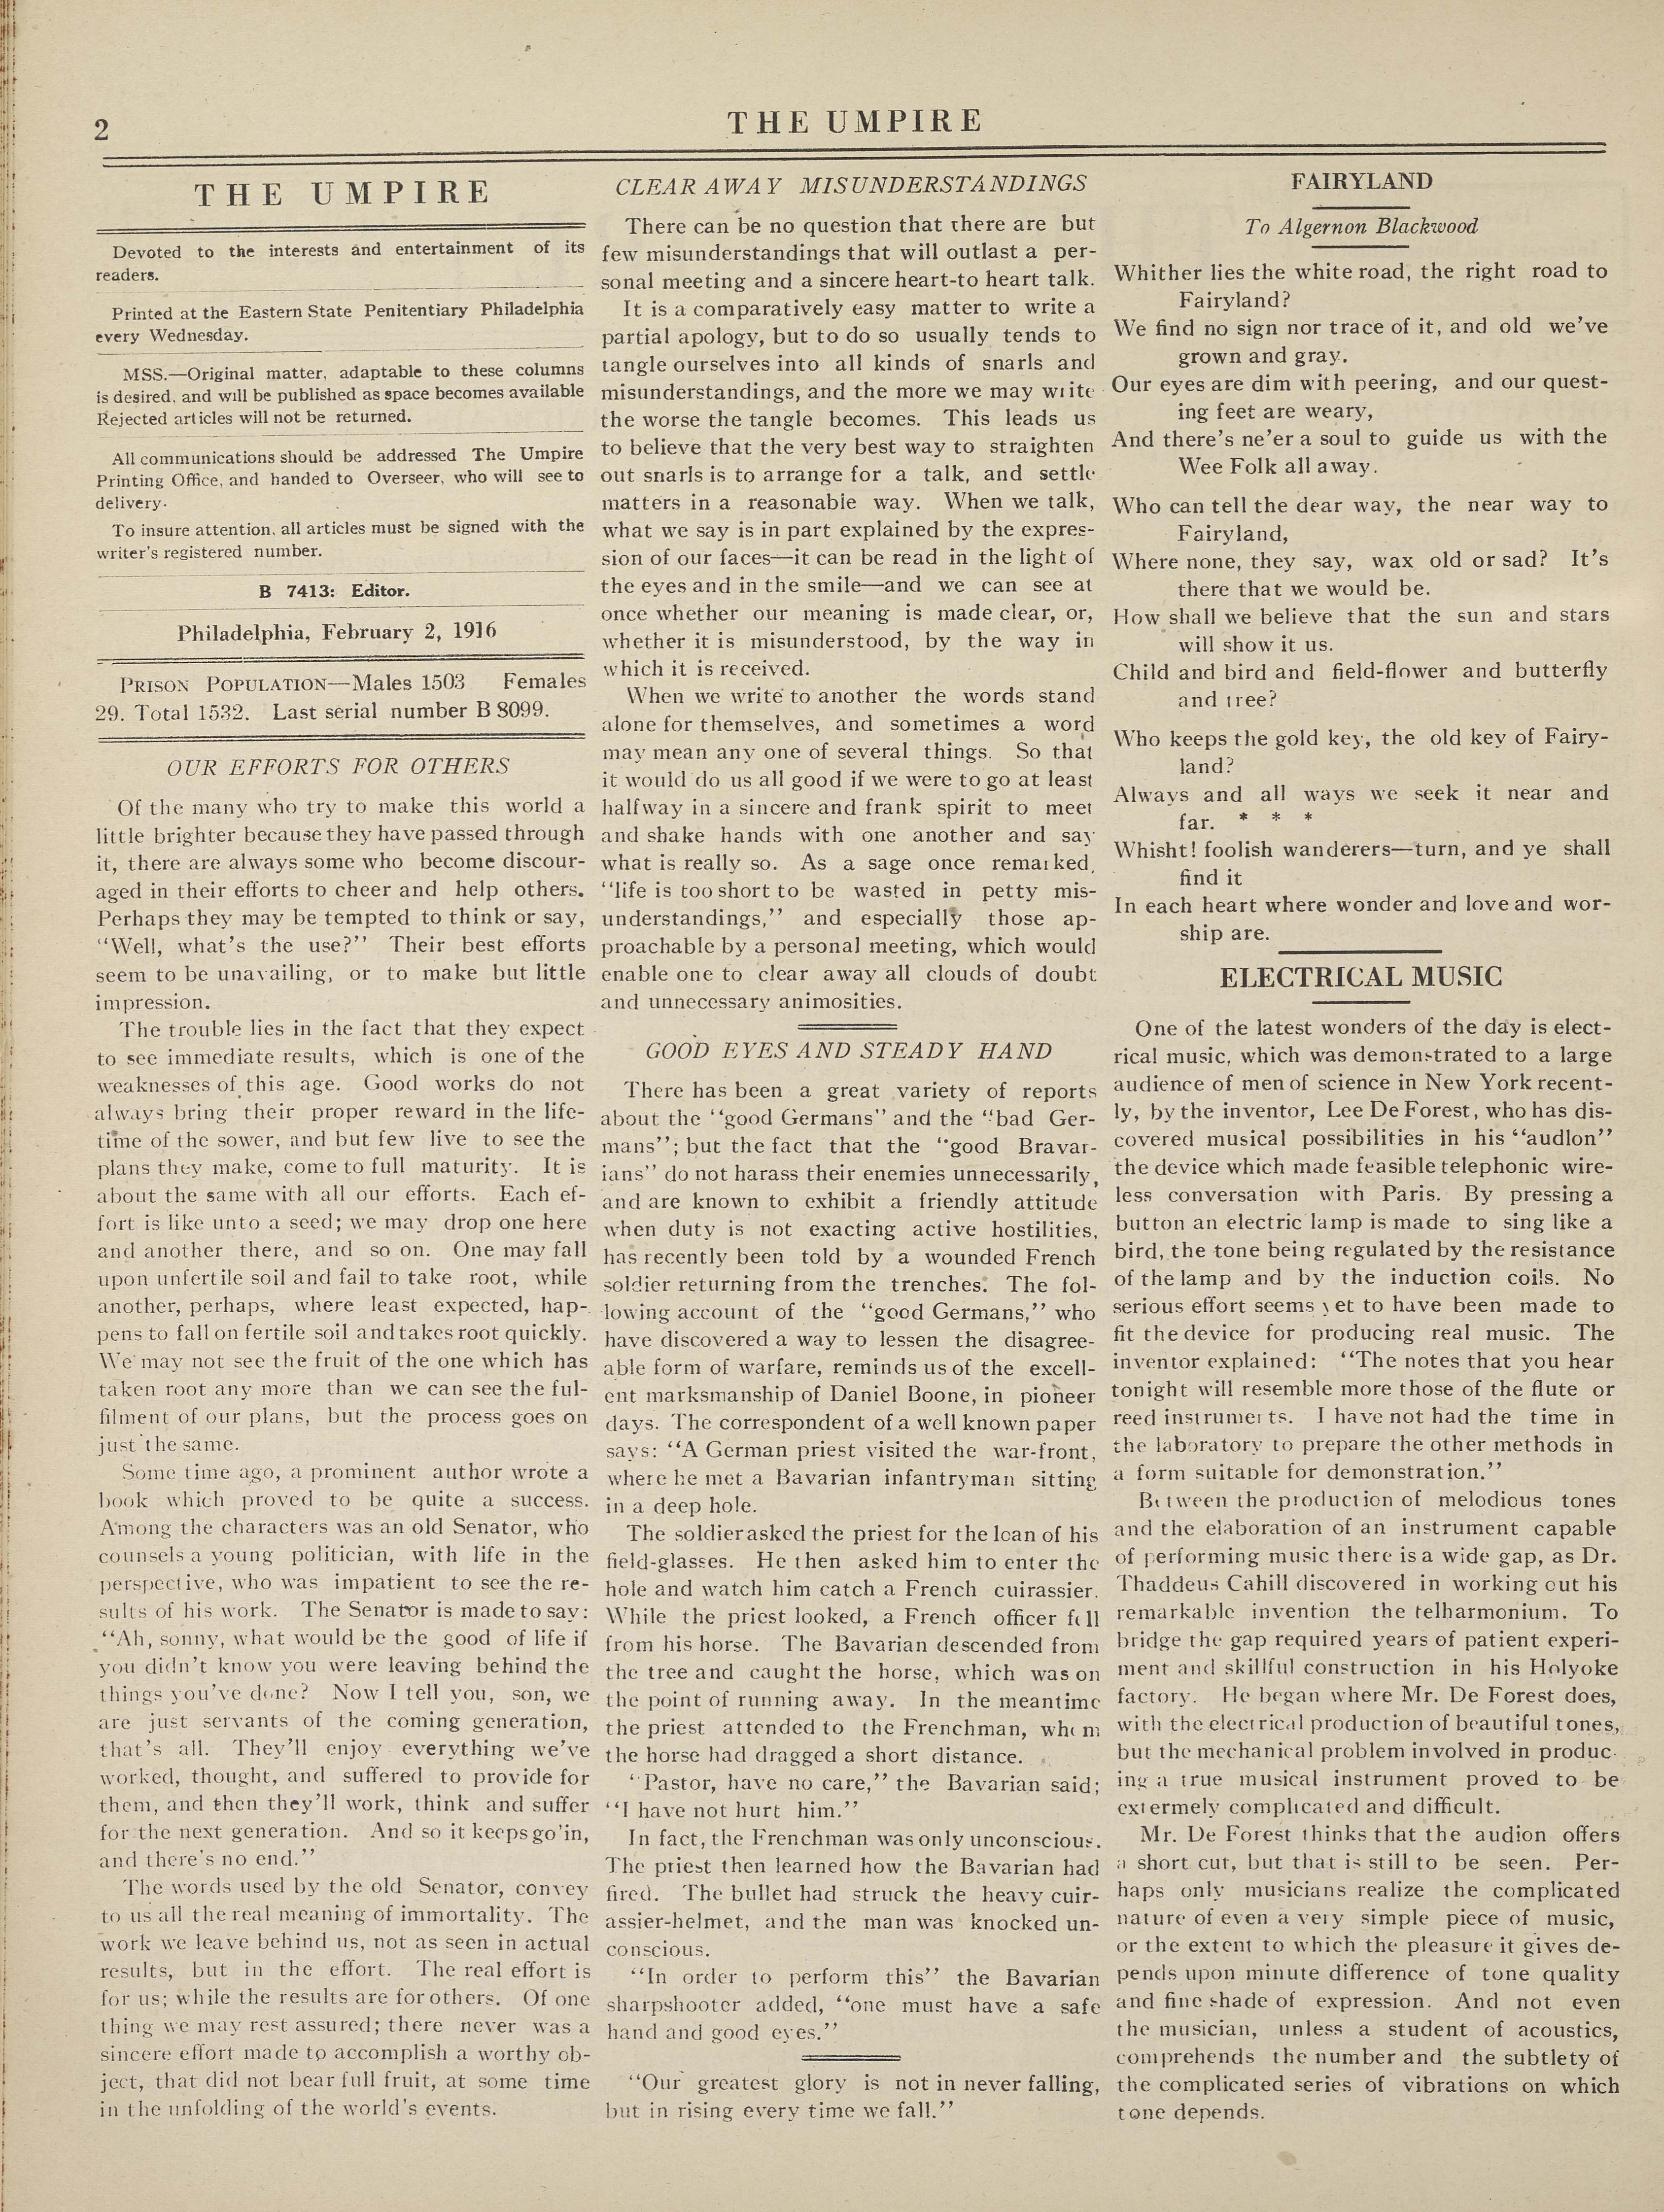 2
THE UMPIRE
THE UMPIRE
Devoted to the interests and entertainment of its
readers.
Printed at the Eastern State Penitentiary Philadelphia
every Wednesday.
MSS.—Original matter, adaptable to these columns
is desired, and will be published as space becomes available
Rejected articles will not be returned.
All communications should be addressed The Umpire
Printing Office, and handed to Overseer, who will see to
delivery.
To insure attention, all articles must be signed with the
writer's registered number.
B 7413: Editor.
Philadelphia, February 2, 1916
PRISON POPULATION—Males 1503 Females
29. Total 1532. Last serial number B 8099.
OUR EFFORTS FOR OTHERS
Of the many who try to make this world a
little brighter because they have passed through
it, there are always some who become discour-
aged in their efforts to cheer and help others.
Perhaps they may be tempted to think or say,
"Well, what's the use?" Their best efforts
seem to be unavailing, or to make but little
impression.
The trouble lies in the fact that they expect
to see immediate results, which is one of the
weaknesses of this age. Good works do not
always bring their proper reward in the life-
time of the sower, and but few live to see the
plans they make, come to full maturity. It is
about the same with all our efforts. Each ef-
fort is like unto a seed; we may drop one here
and another there, and so on. One may fall
upon unfertile soil and fail to take root, while
another, perhaps, where least expected, hap-
pens to fall on fertile soil and takes root quickly.
We may not see the fruit of the one which has
taken root any more than we can see the ful-
filment of our plans, but the process goes on
just the same.
Some time ago, a prominent author wrote a
book which proved to be quite a success.
Among the characters was an old Senator, who
counsels a young politician, with life in the
perspective, who was impatient to see the re-
sults of his work. The Senator is made to say:
"Ah, sonny, what would be the good of life if
you didn't know you were leaving behind the
things you've done? Now I tell you, son, we
are just servants of the coming generation,
that's all. They'll enjoy everything we've
worked, thought, and suffered to provide for
them, and then they'll work, think and suffer
for the next generation. And so it keeps go'in,
and there's no end."
The words used by the old Senator, convey
to us all the real meaning of immortality. The
work we leave behind us, not as seen in actual
results, but in the effort. The real effort is
for us; while the results are for others. Of one
thing we may rest assured; there never was a
sincere effort made to accomplish a worthy ob-
ject, that did not bear full fruit, at some time
in the unfolding of the world's events.
CLEAR AWAY MISUNDERSTANDINGS
There can be no question that there are but
few misunderstandings that will outlast a per-
sonal meeting and a sincere heart-to heart talk.
It is a comparatively easy matter to write a
partial apology, but to do so usually tends to
tangle ourselves into all kinds of snarls and
misunderstandings, and the more we may write
the worse the tangle becomes. This leads us
to believe that the very best way to straighten
out snarls is to arrange for a talk, and settle
matters in a reasonable way. When we talk,
what we say is in part explained by the expres-
sion of our faces—it can be read in the light of
the eyes and in the smile—and we can see at
once whether our meaning is made clear, or,
whether it is misunderstood, by the way in
which it is received.
When we write to another the words stand
alone for themselves, and sometimes a word
may mean any one of several things. So that
it would do us all good if we were to go at least
halfway in a sincere and frank spirit to meet
and shake hands with one another and say
what is really so. As a sage once remarked,
"life is too short to be wasted in petty mis-
understandings," and especially those ap-
proachable by a personal meeting, which would
enable one to clear away all clouds of doubt
and unnecessary animosities.
GOOD EYES AND STEADY HAND
There has been a great variety of reports
about the "good Germans" and the "bad Ger-
mans"; but the fact that the "good Bravar-
ians" do not harass their enemies unnecessarily,
and are known to exhibit a friendly attitude
when duty is not exacting active hostilities,
has recently been told by a wounded French
soldier returning from the trenches. The fol-
lowing account of the "good Germans," who
have discovered a way to lessen the disagree-
able form of warfare, reminds us of the excell-
ent marksmanship of Daniel Boone, in pioneer
days. The correspondent of a well known paper
says: "A German priest visited the war-front,
where he met a Bavarian infantryman sitting
in a deep hole.
The soldier asked the priest for the loan of his
field-glasses. He then asked him to enter the
hole and watch him catch a French cuirassier.
While the priest looked, a French officer fell
from his horse. The Bavarian descended from
the tree and caught the horse, which was on
the point of running away. In the meantime
the priest attended to the Frenchman, whom
the horse had dragged a short distance.
"Pastor, have no care," the Bavarian said;
"I have not hurt him."
In fact, the Frenchman was only unconscious.
The priest then learned how the Bavarian had
fired. The bullet had struck the heavy cuir-
assier-helmet, and the man was knocked un-
conscious.
"In order to perform this" the Bavarian
sharpshooter added, "one must have a safe
hand and good eyes."
"Our greatest glory is not in never falling,
but in rising every time we fall."
FAIRYLAND
To Algernon Blackwood
Whither lies the white road, the right road to
Fairyland?
We find no sign nor trace of it, and old we've
grown and gray.
Our eyes are dim with peering, and our quest-
ing feet are weary,
And there's ne'er a soul to guide us with the
Wee Folk all away.
Who can tell the dear way, the near way to
Fairyland,
Where none, they say, wax old or sad? It's
there that we would be.
How shall we believe that the sun and stars
will show it us.
Child and bird and field-flower and butterfly
and tree?
Who keeps the gold key, the old key of Fairy-
land?
Always and all ways we seek it near and
far. * * *
Whisht! foolish wanderers—turn, and ye shall
find it
In each heart where wonder and love and wor-
ship are.
ELECTRICAL MUSIC
One of the latest wonders of the day is elect-
rical music, which was demonstrated to a large
audience of men of science in New York recent-
ly, by the inventor, Lee De Forest, who has dis-
covered musical possibilities in his "audlon"
the device which made feasible telephonic wire-
less conversation with Paris. By pressing a
button an electric lamp is made to sing like a
bird, the tone being regulated by the resistance
of the lamp and by the induction coils. No
serious effort seems yet to have been made to
fit the device for producing real music. The
inventor explained: "The notes that you hear
tonight will resemble more those of the flute or
reed instruments. I have not had the time in
the laboratory to prepare the other methods in
a form suitable for demonstration."
Between the production of melodious tones
and the elaboration of an instrument capable
of performing music there is a wide gap, as Dr.
Thaddeus Cahill discovered in working out his
remarkable invention the telharmonium. To
bridge the gap required years of patient experi-
ment and skillful construction in his Holyoke
factory. He began where Mr. De Forest does,
with the electrical production of beautiful tones,
but the mechanical problem involved in produc-
ing a true musical instrument proved to be
extermely complicated and difficult.
Mr. De Forest thinks that the audion offers
a short cut, but that is still to be seen. Per-
haps only musicians realize the complicated
nature of even a very simple piece of music,
or the extent to which the pleasure it gives de-
pends upon minute difference of tone quality
and fine shade of expression. And not even
the musician, unless a student of acoustics,
comprehends the number and the subtlety of
the complicated series of vibrations on which
tone depends.